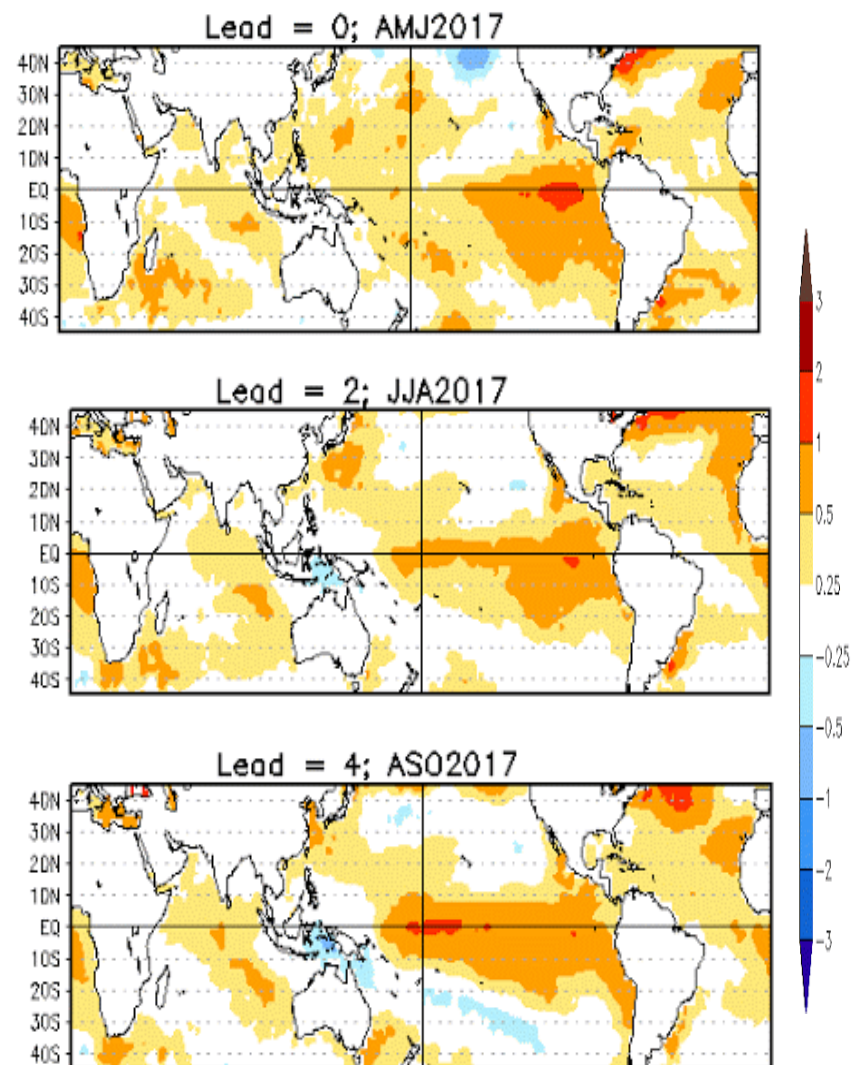 Lead = 0; AMJ2017
40N
30N
20N
10N
EQ
10S
20S
30S
40S
Lead = 2; JJA2017
40N
30N
20N
10N
EQ
10S
20S
30S
40S
Lead = 4; ASO2017
40N
30N
20N
10N
EQ
10S
20S
30S
40S
3
2
1
0.5
0.25
-0.25
-0.5
-1
-2
-3